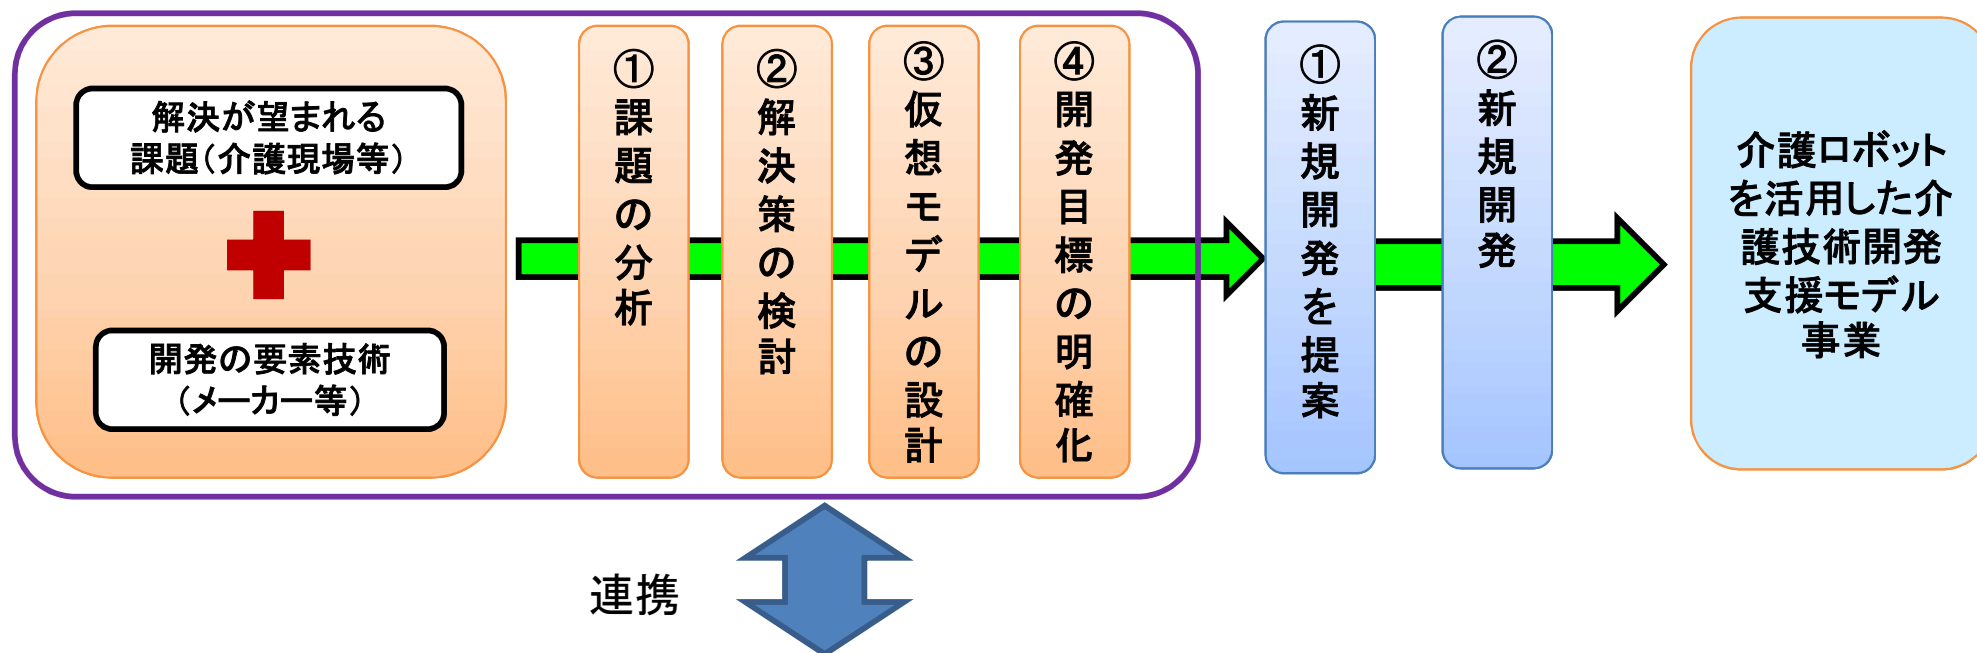 解決が望まれる
課題(介護現場等)
開発の要素技術
(メーカー等)
①課題の分析
②解決策の検討
③仮想モデルの設計
④開発目標の明確化
①新規開発を提案
②新規開発
介護ロボット
を活用した介
護技術開発
支援モデル
事業
連携